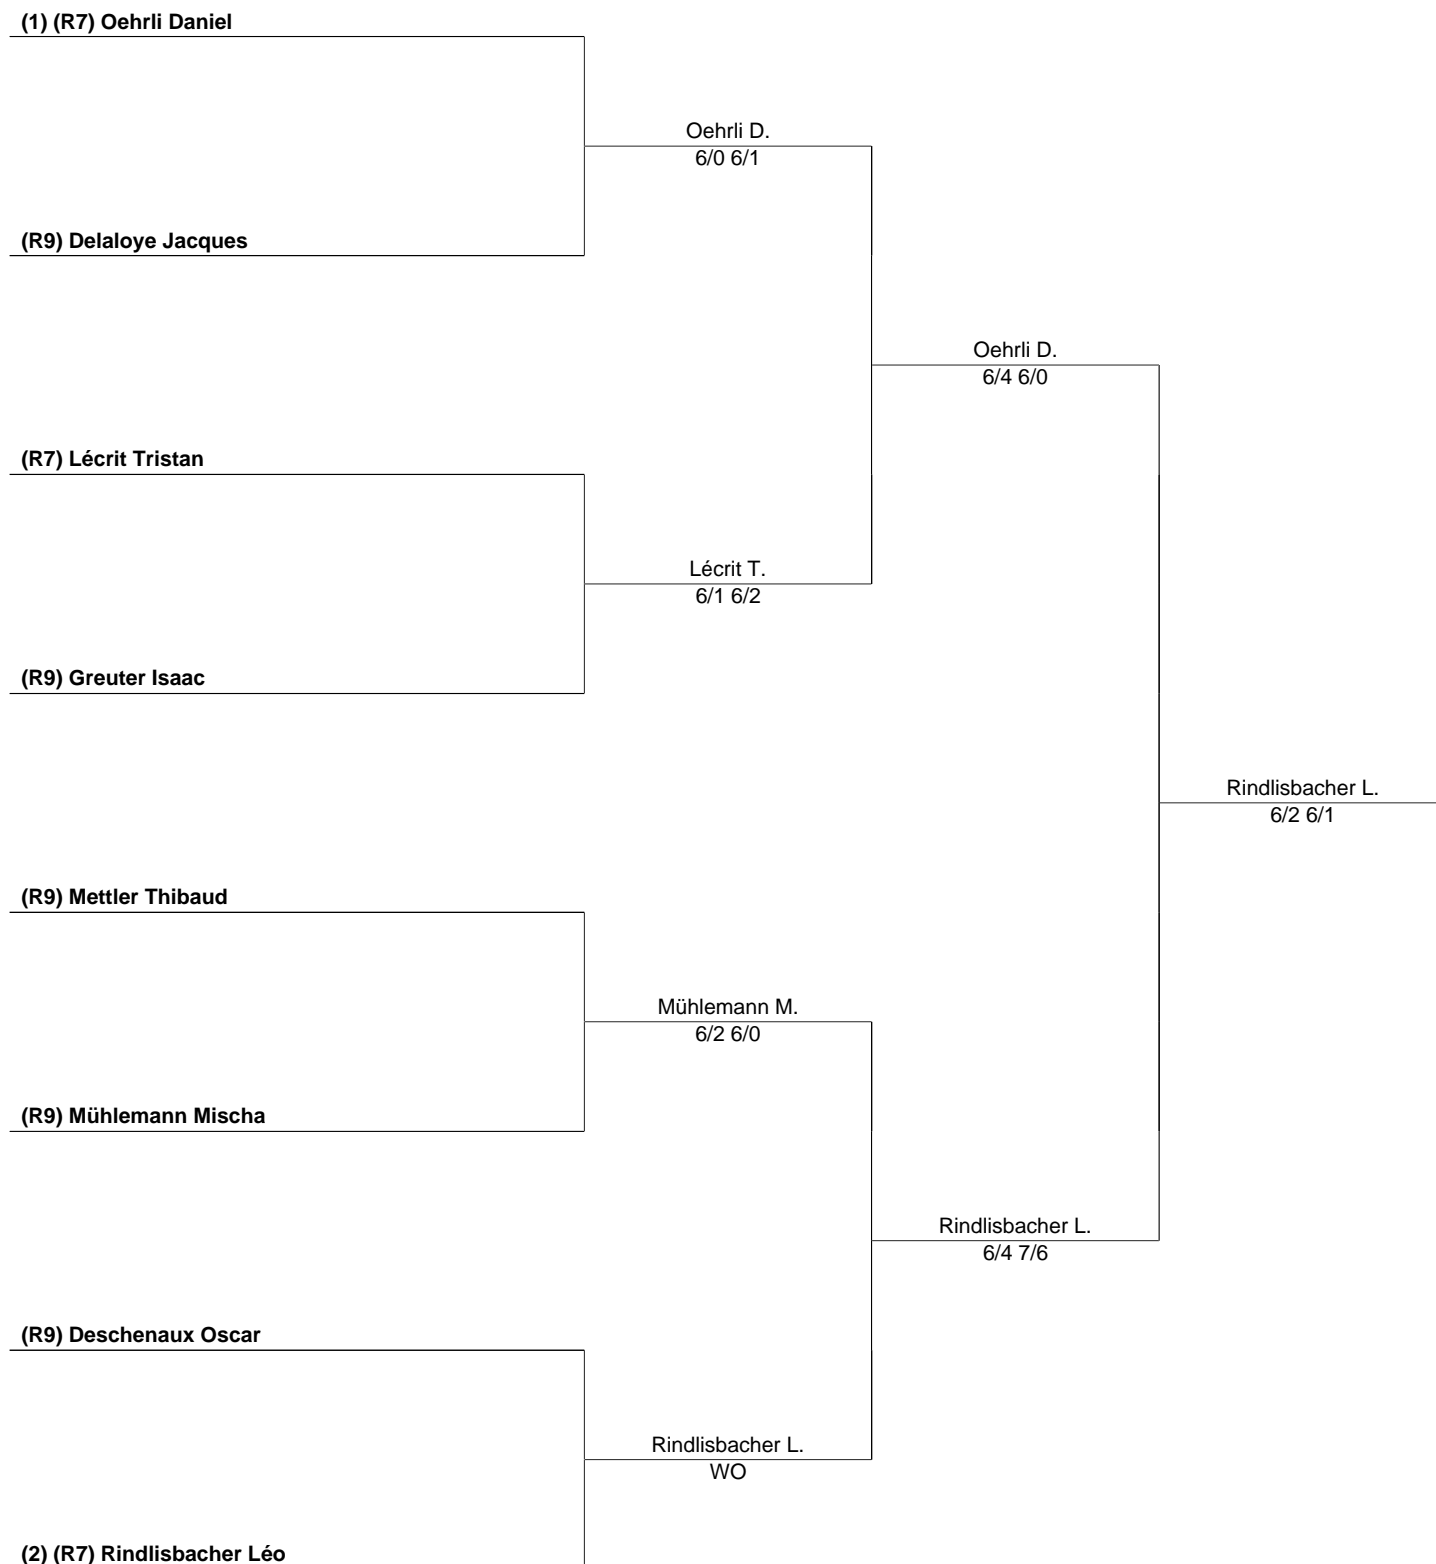 (1) (R7) Oehrli Daniel
Oehrli D.
6/0 6/1
(R9) Delaloye Jacques
Oehrli D.
6/4 6/0
(R7) Lécrit Tristan
Lécrit T.
6/1 6/2
(R9) Greuter Isaac
Rindlisbacher L.
6/2 6/1
(R9) Mettler Thibaud
Mühlemann M.
6/2 6/0
(R9) Mühlemann Mischa
Rindlisbacher L.
6/4 7/6
(R9) Deschenaux Oscar
Rindlisbacher L.
WO
(2) (R7) Rindlisbacher Léo